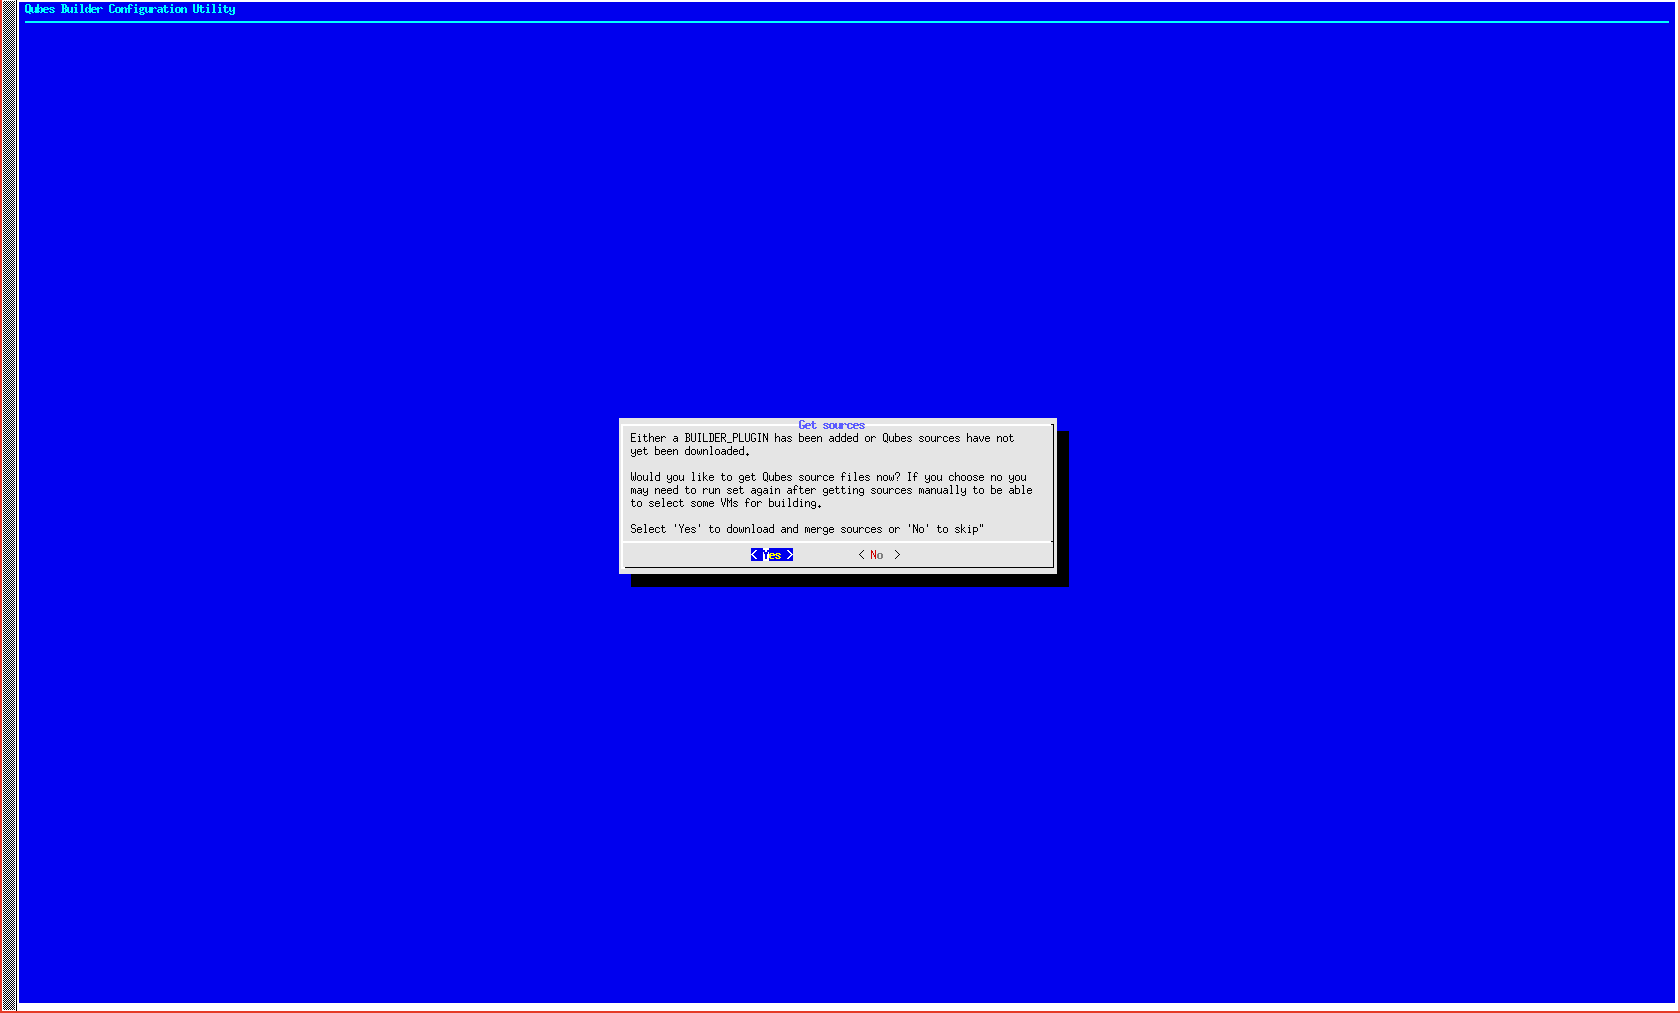 Qubes Builder Configuration Utility
Get sources
Either a BUILDER_PLUGIN has been added or Qubes sources have not
yet been downloaded.
Would you like to get Qubes source files now? If you choose no you
may need to run set again after getting sources manually to be able
to select some VMs for building.
Select 'Yes' to download and merge sources or 'No' to skip"
< Yes > < No >